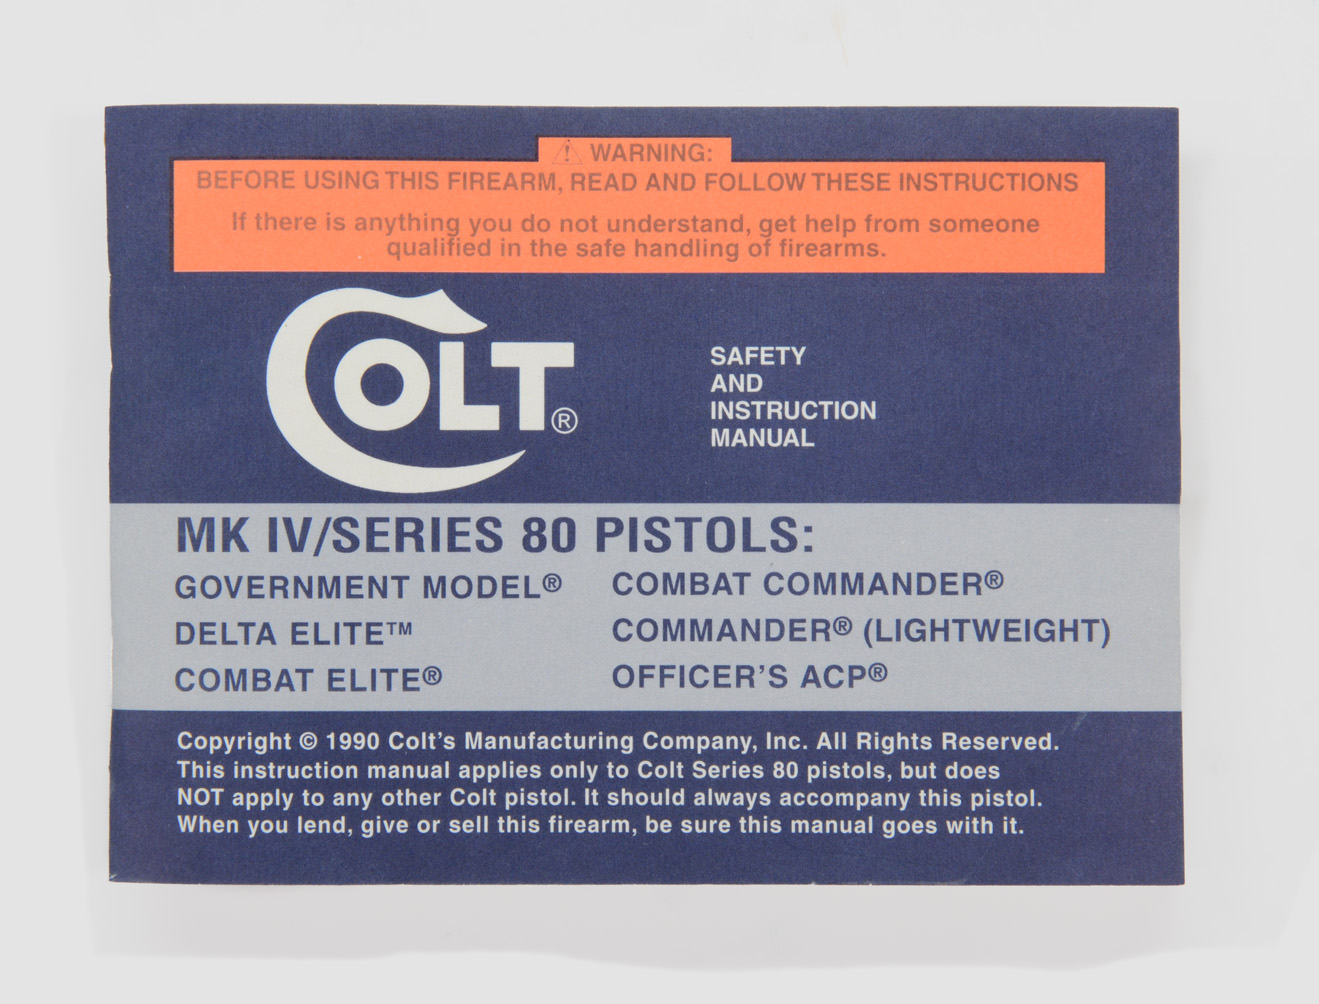 ⚠ WARNING:
BEFORE USING THIS FIREARM, READ AND FOLLOW THESE INSTRUCTIONS
If there is anything you do not understand, get help from someone
qualified in the safe handling of firearms.
COLT®
SAFETY
AND
INSTRUCTION
MANUAL
MK IV/SERIES 80 PISTOLS:
GOVERNMENT MODEL®
DELTA ELITE™
COMBAT ELITE®
COMBAT COMMANDER®
COMMANDER® (LIGHTWEIGHT)
OFFICER'S ACP®
Copyright © 1990 Colt's Manufacturing Company, Inc. All Rights Reserved.
This instruction manual applies only to Colt Series 80 pistols, but does
NOT apply to any other Colt pistol. It should always accompany this pistol.
When you lend, give or sell this firearm, be sure this manual goes with it.